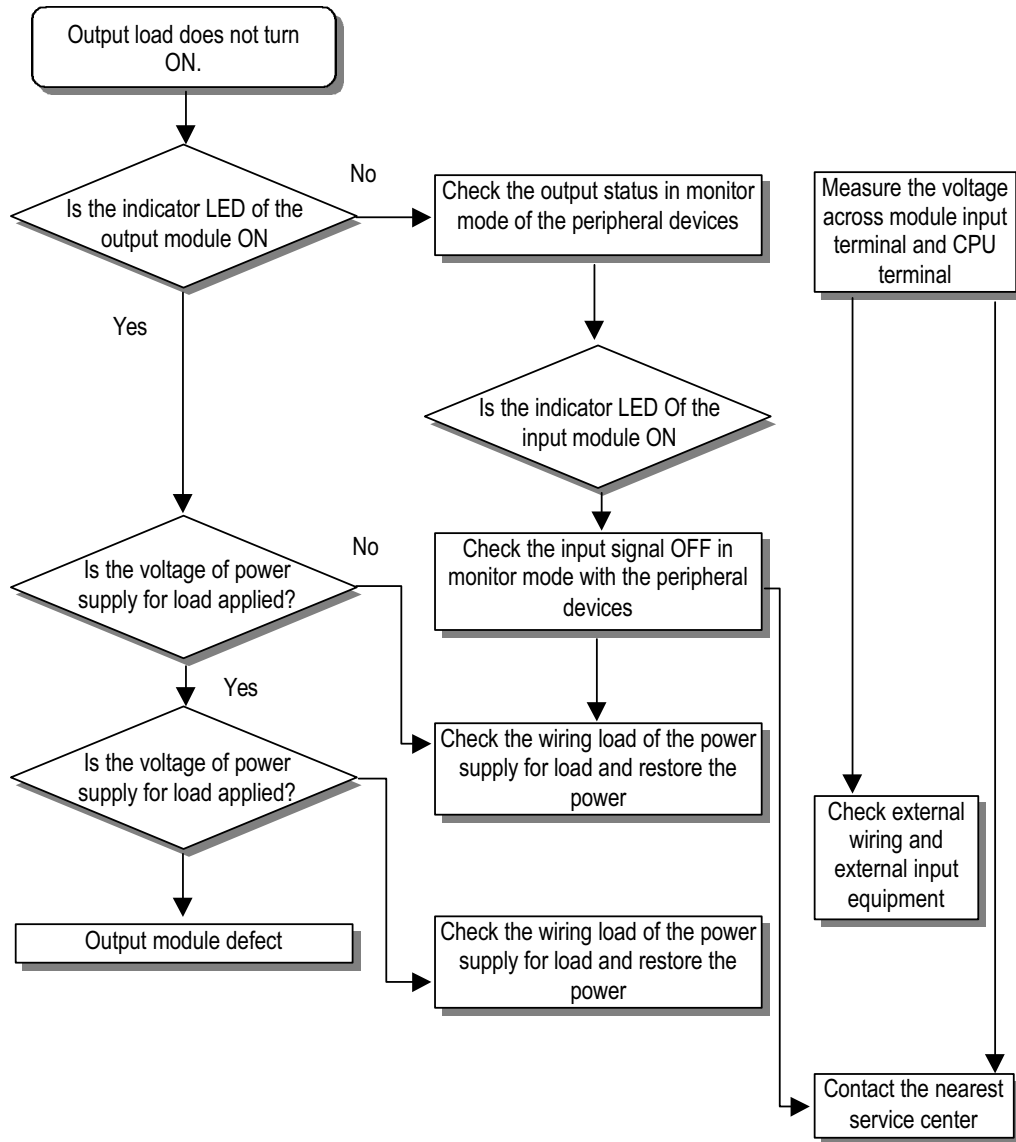 Output load does not turn
ON.
No
Is the indicator LED of the
output module ON
Check the output status in monitor
mode of the peripheral devices
Measure the voltage
across module input
terminal and CPU
terminal
Yes
Is the indicator LED Of the
input module ON
Is the voltage of power
supply for load applied?
No
Check the input signal OFF in
monitor mode with the peripheral
devices
Yes
Is the voltage of power
supply for load applied?
Check the wiring load of the power
supply for load and restore the
power
Check external
wiring and
external input
equipment
Output module defect
Check the wiring load of the power
supply for load and restore the
power
Contact the nearest
service center